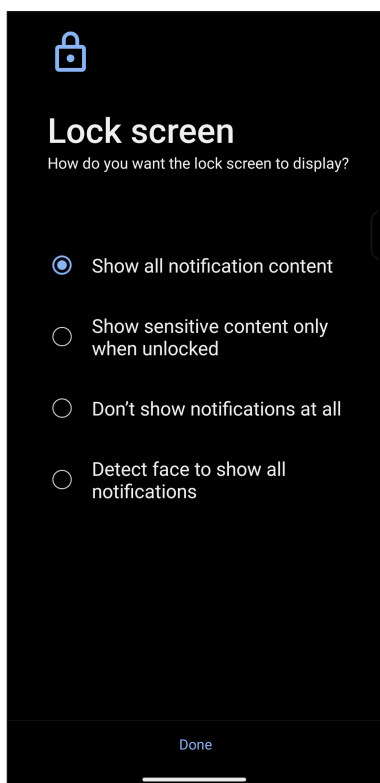 Lock screen
How do you want the lock screen to display?
Show all notification content
Show sensitive content only
when unlocked
Don’t show notifications at all
Detect face to show all
notifications
Done